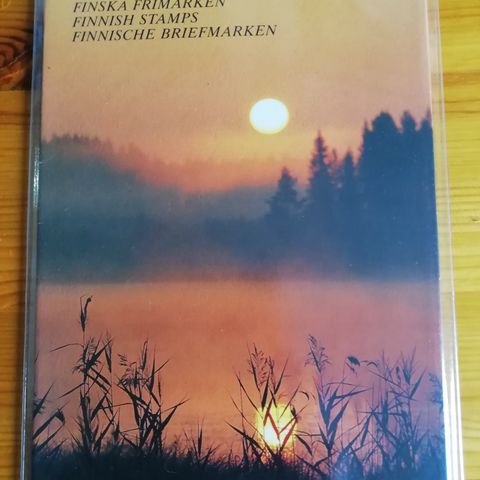 FINSKA FRIMÄRKEN
FINNISH STAMPS
FINNISCHE BRIEFMARKEN